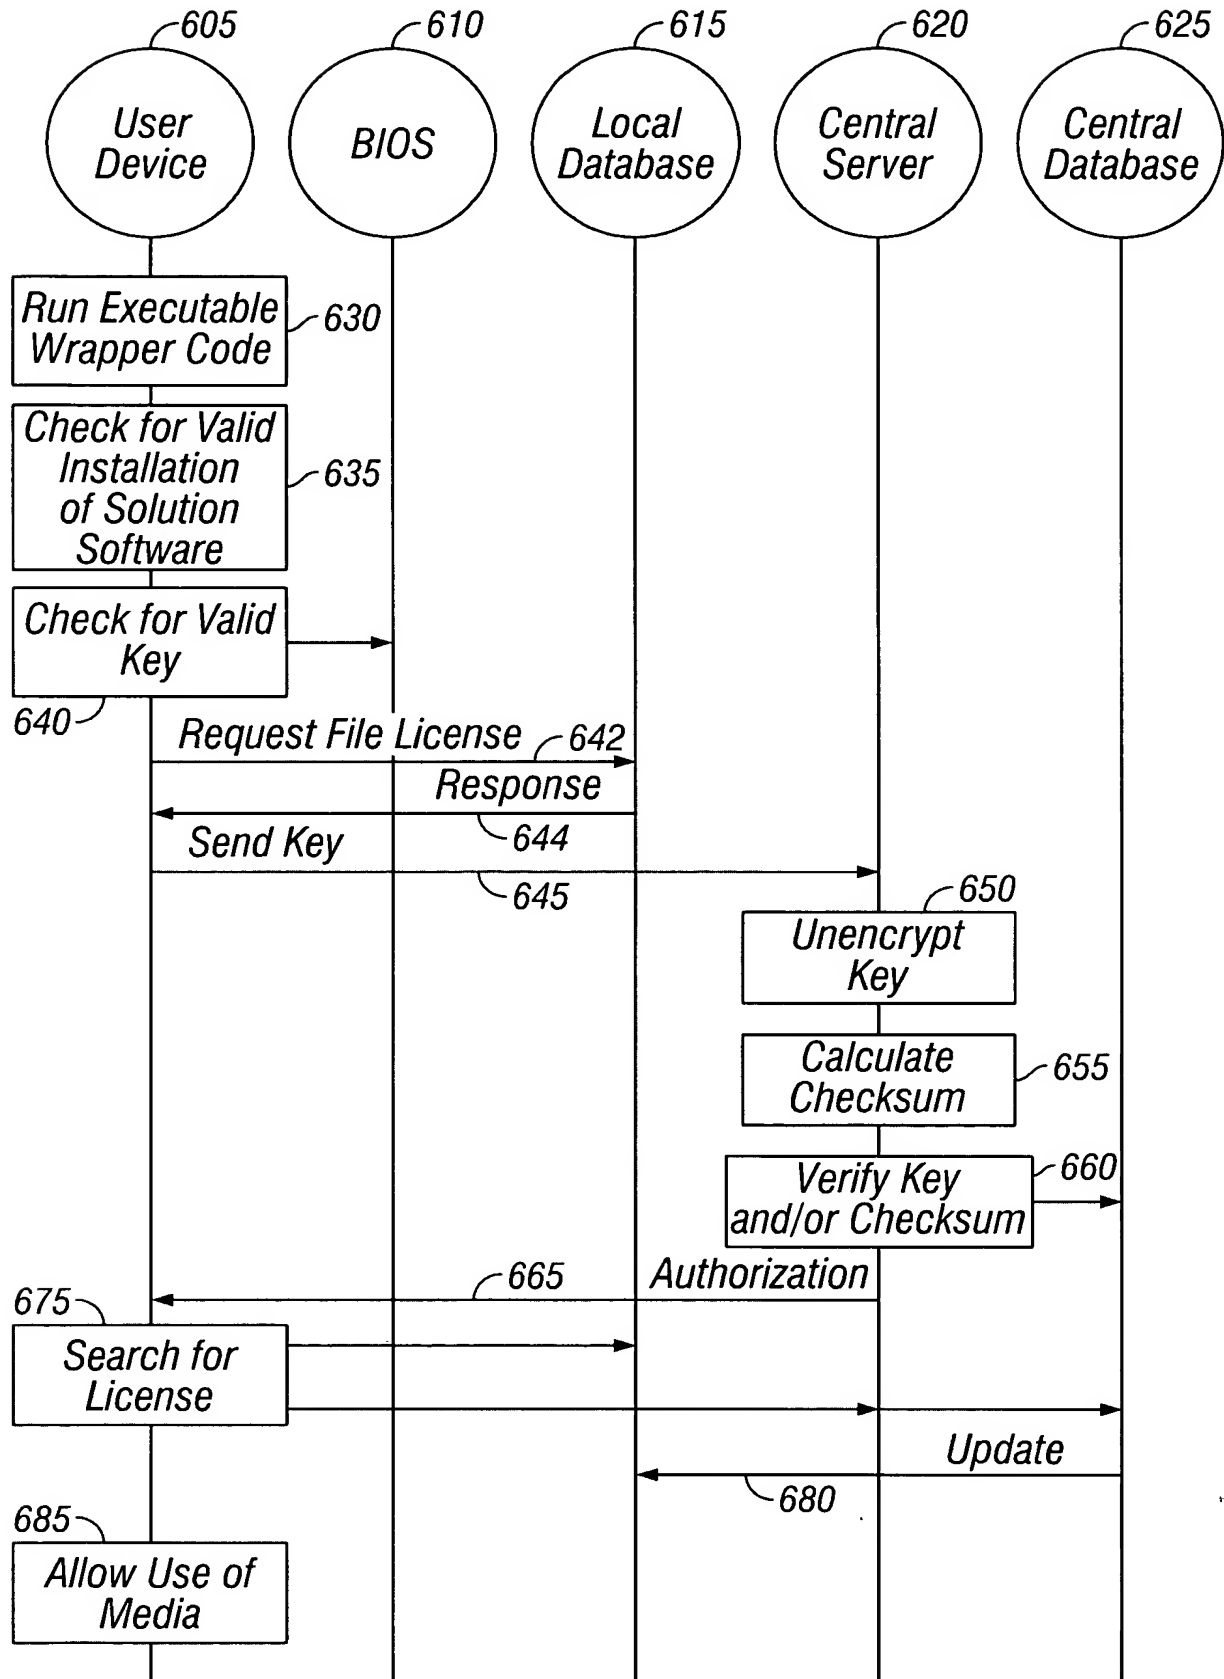 605
610
615
620
625
User
Device
BIOS
Local
Database
Central
Server
Central
Database
Run Executable
Wrapper Code
630
Check for Valid
Installation
of Solution
Software
635
Check for Valid
Key
640
Request File License
642
Response
644
Send Key
645
650
Unencrypt
Key
Calculate
Checksum
655
Verify Key
and/or Checksum
660
665
Authorization
675
Search for
License
Update
680
685
Allow Use of
Media